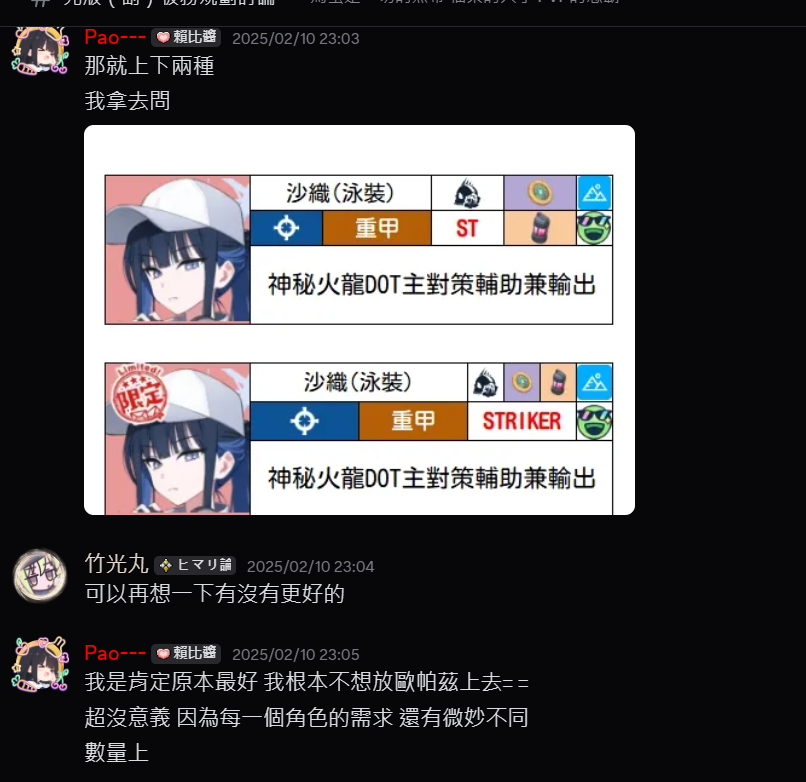 Pao--- 賴比醬 2025/02/10 23:03
那就上下兩種
我拿去問
沙織(泳裝)
重甲 ST
神秘火龍DOT主對策輔助兼輸出
Limited!
限定
沙織(泳裝)
重甲 STRIKER
神秘火龍DOT主對策輔助兼輸出
竹光丸 ヒマリ論 2025/02/10 23:04
可以再想一下有沒有更好的
Pao--- 賴比醬 2025/02/10 23:05
我是肯定原本最好 我根本不想放歐帕茲上去==
超沒意義 因為每一個角色的需求 還有微妙不同
數量上